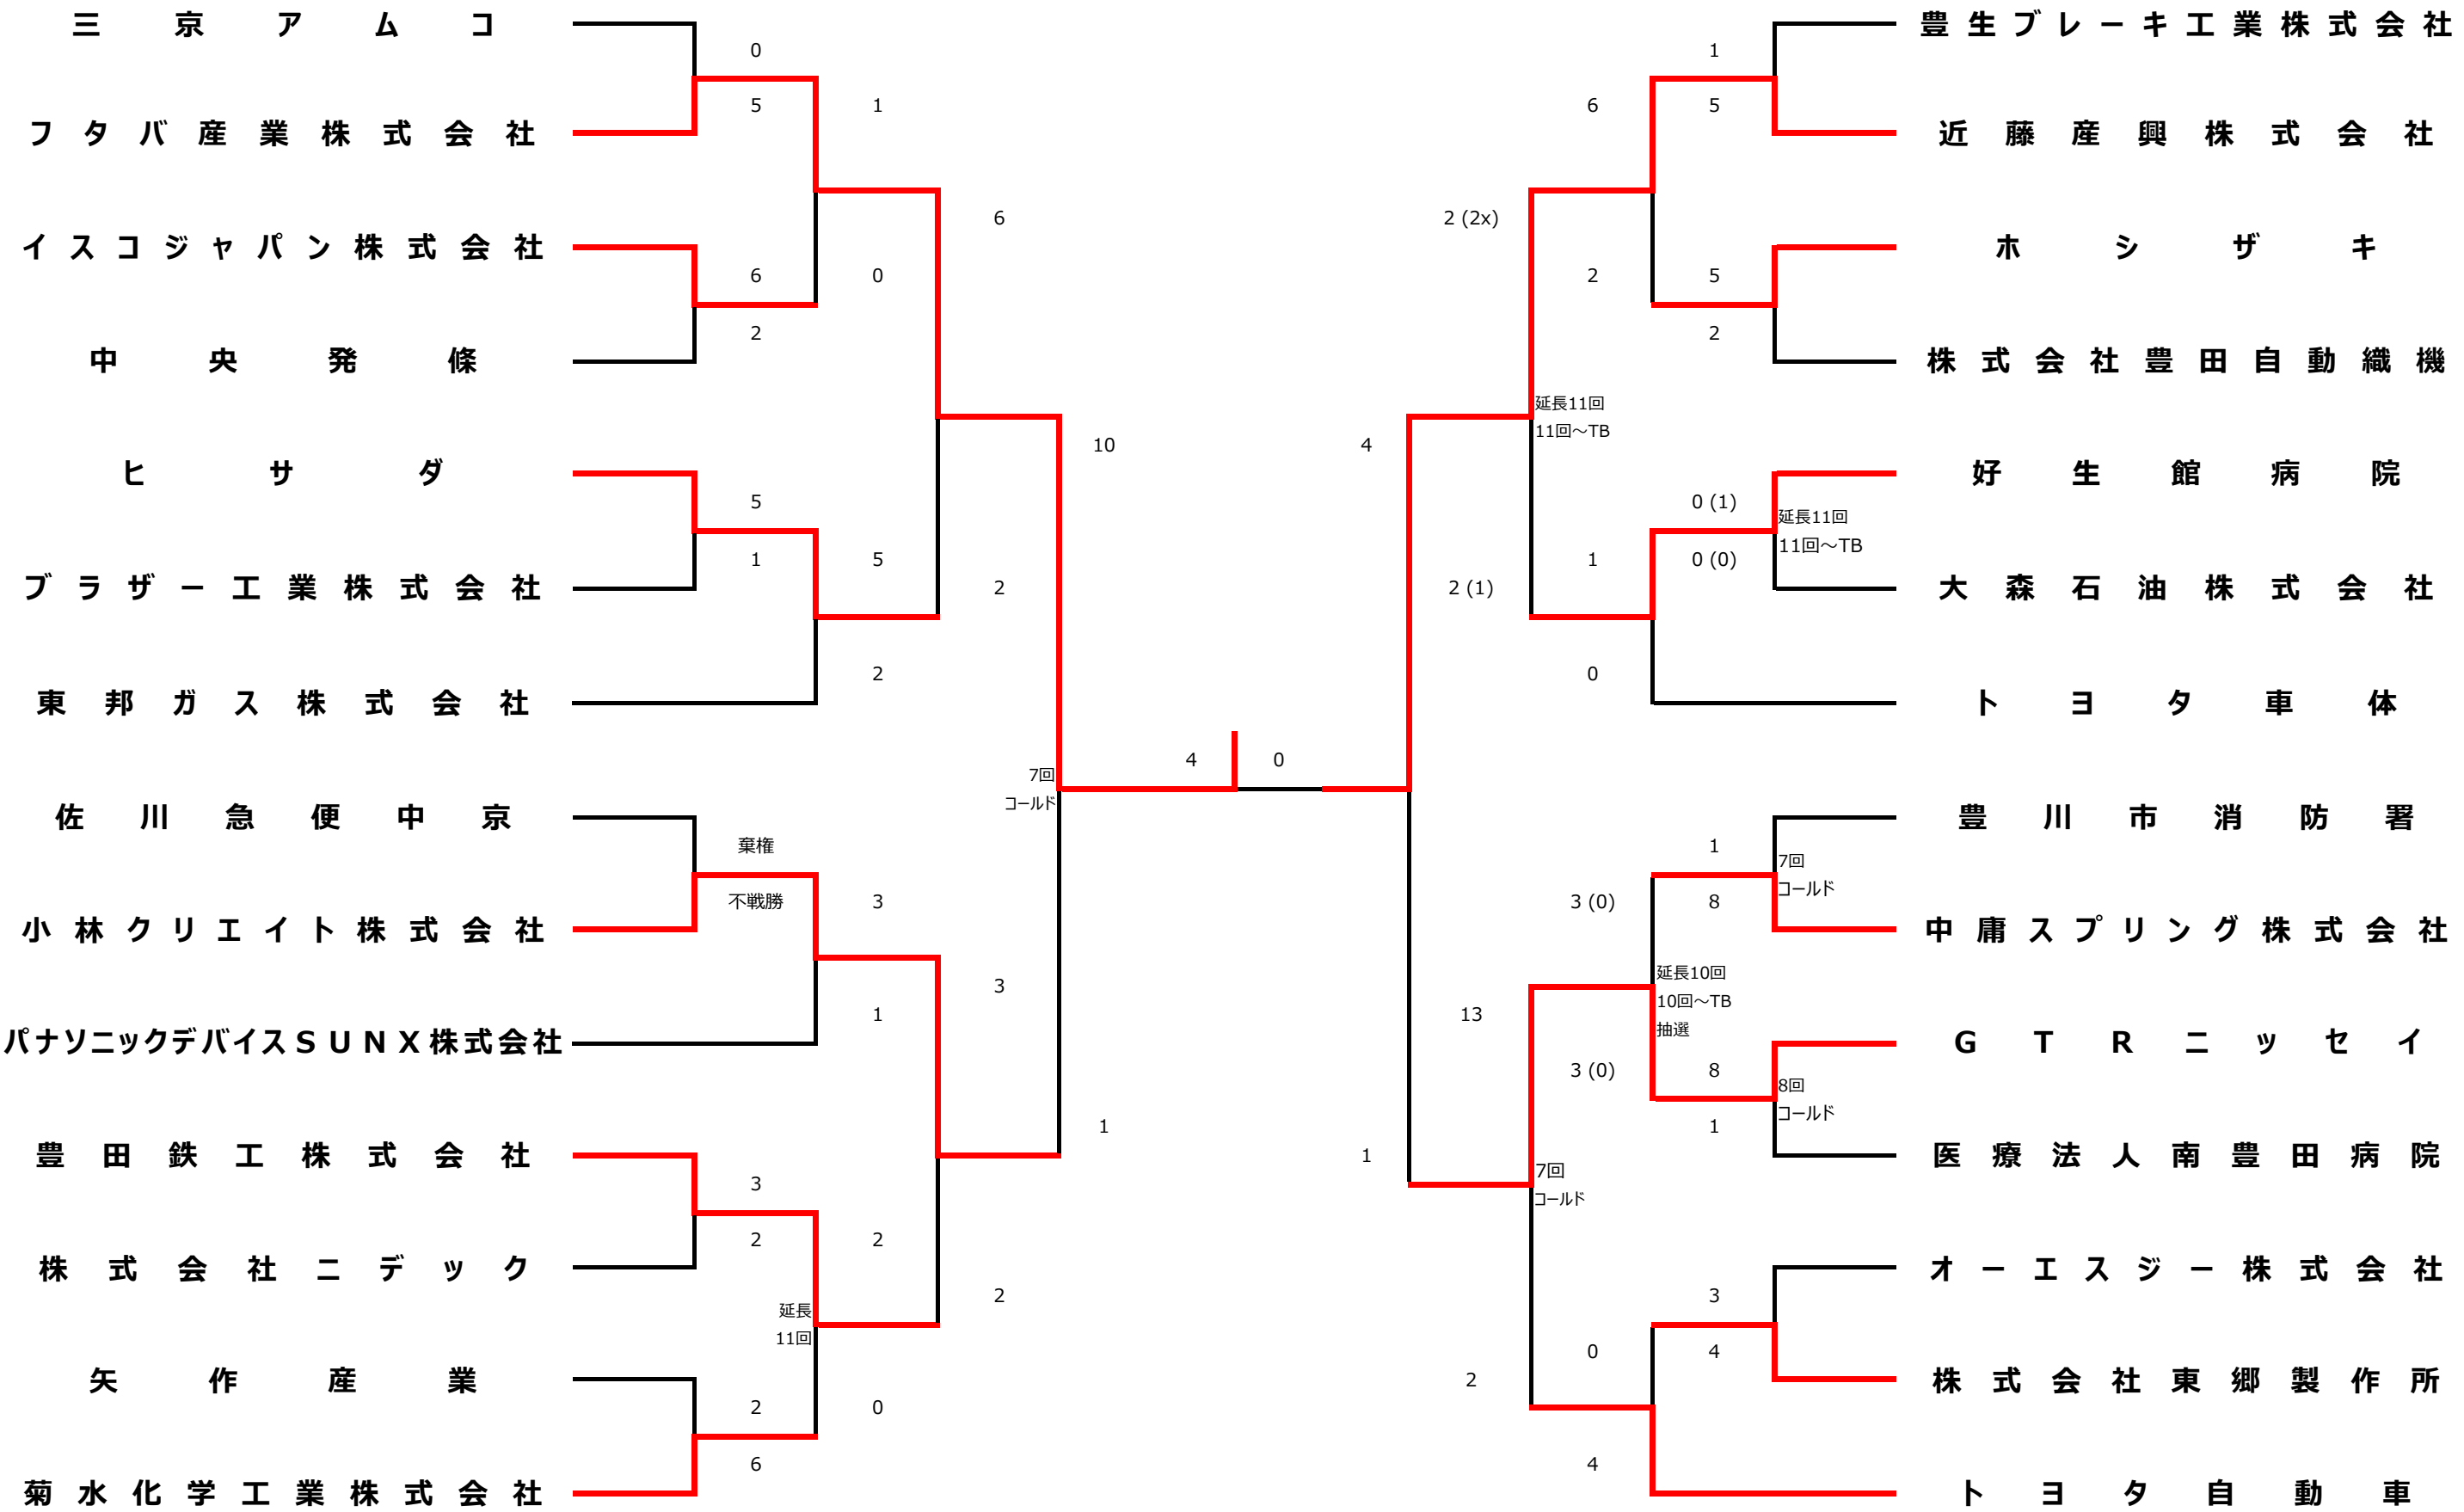 三京アムコ
0
5
フタバ産業株式会社
1
イスコジャパン株式会社
6
2
0
中央発條
6
ヒサダ
5
1
ブラザー工業株式会社
5
2
東邦ガス株式会社
2
10
佐川急便中京
棄権
不戦勝
小林クリエイト株式会社
3
1
パナソニックデバイスSUNX株式会社
3
豊田鉄工株式会社
3
2
株式会社ニデック
2
延長
11回
0
2
矢作産業
2
6
菊水化学工業株式会社
1
7回
コールド
4
0
豊生ブレーキ工業株式会社
1
5
近藤産興株式会社
6
ホシザキ
5
2
2
株式会社豊田自動織機
2 (2x)
延長11回
11回～TB
好生館病院
0 (1)
0 (0)
延長11回
11回～TB
大森石油株式会社
1
2 (1)
トヨタ車体
0
4
豊川市消防署
1
8
7回
コールド
中庸スプリング株式会社
3 (0)
延長10回
10回～TB
抽選
GTRニッセイ
3 (0)
8
1
8回
コールド
医療法人南豊田病院
13
1
7回
コールド
オーエスジー株式会社
3
4
株式会社東郷製作所
0
2
4
トヨタ自動車